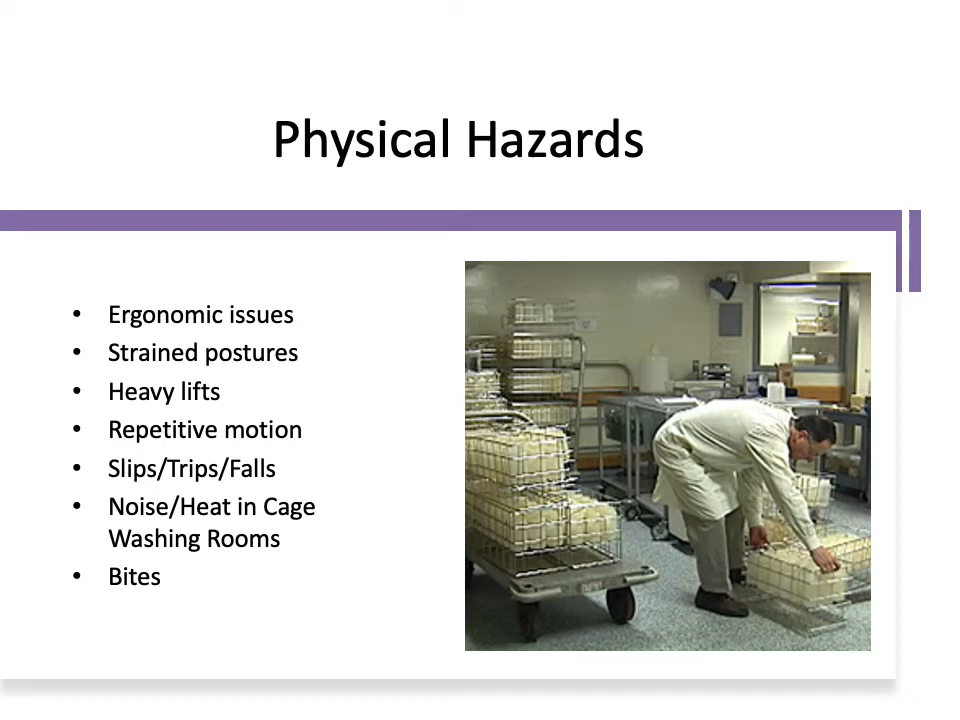 Physical Hazards
• Ergonomic issues
• Strained postures
• Heavy lifts
• Repetitive motion
• Slips/Trips/Falls
• Noise/Heat in Cage
Washing Rooms
• Bites